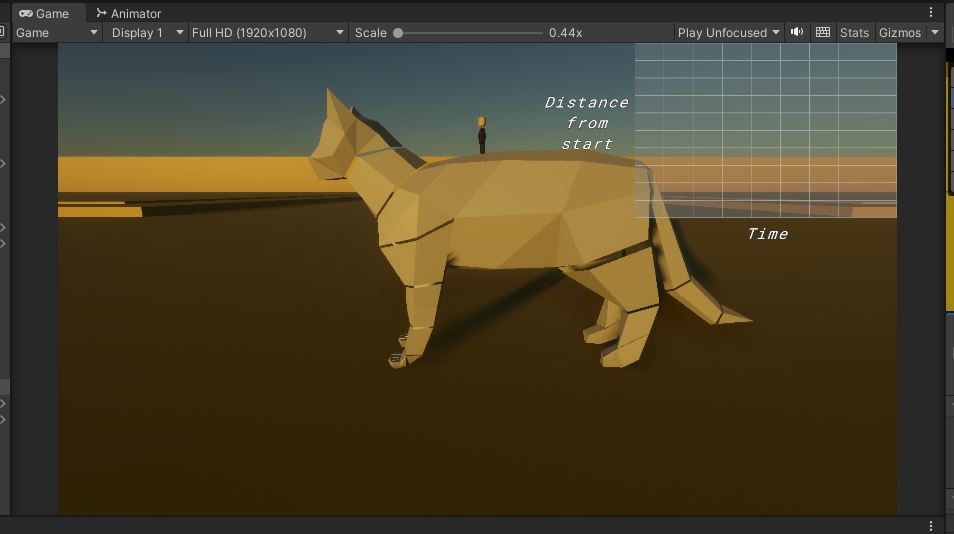 Game
Animator
Game
Display 1
Full HD (1920x1080)
Scale
0.44x
Play Unfocused
Stats
Gizmos
Distance
from
start
Time